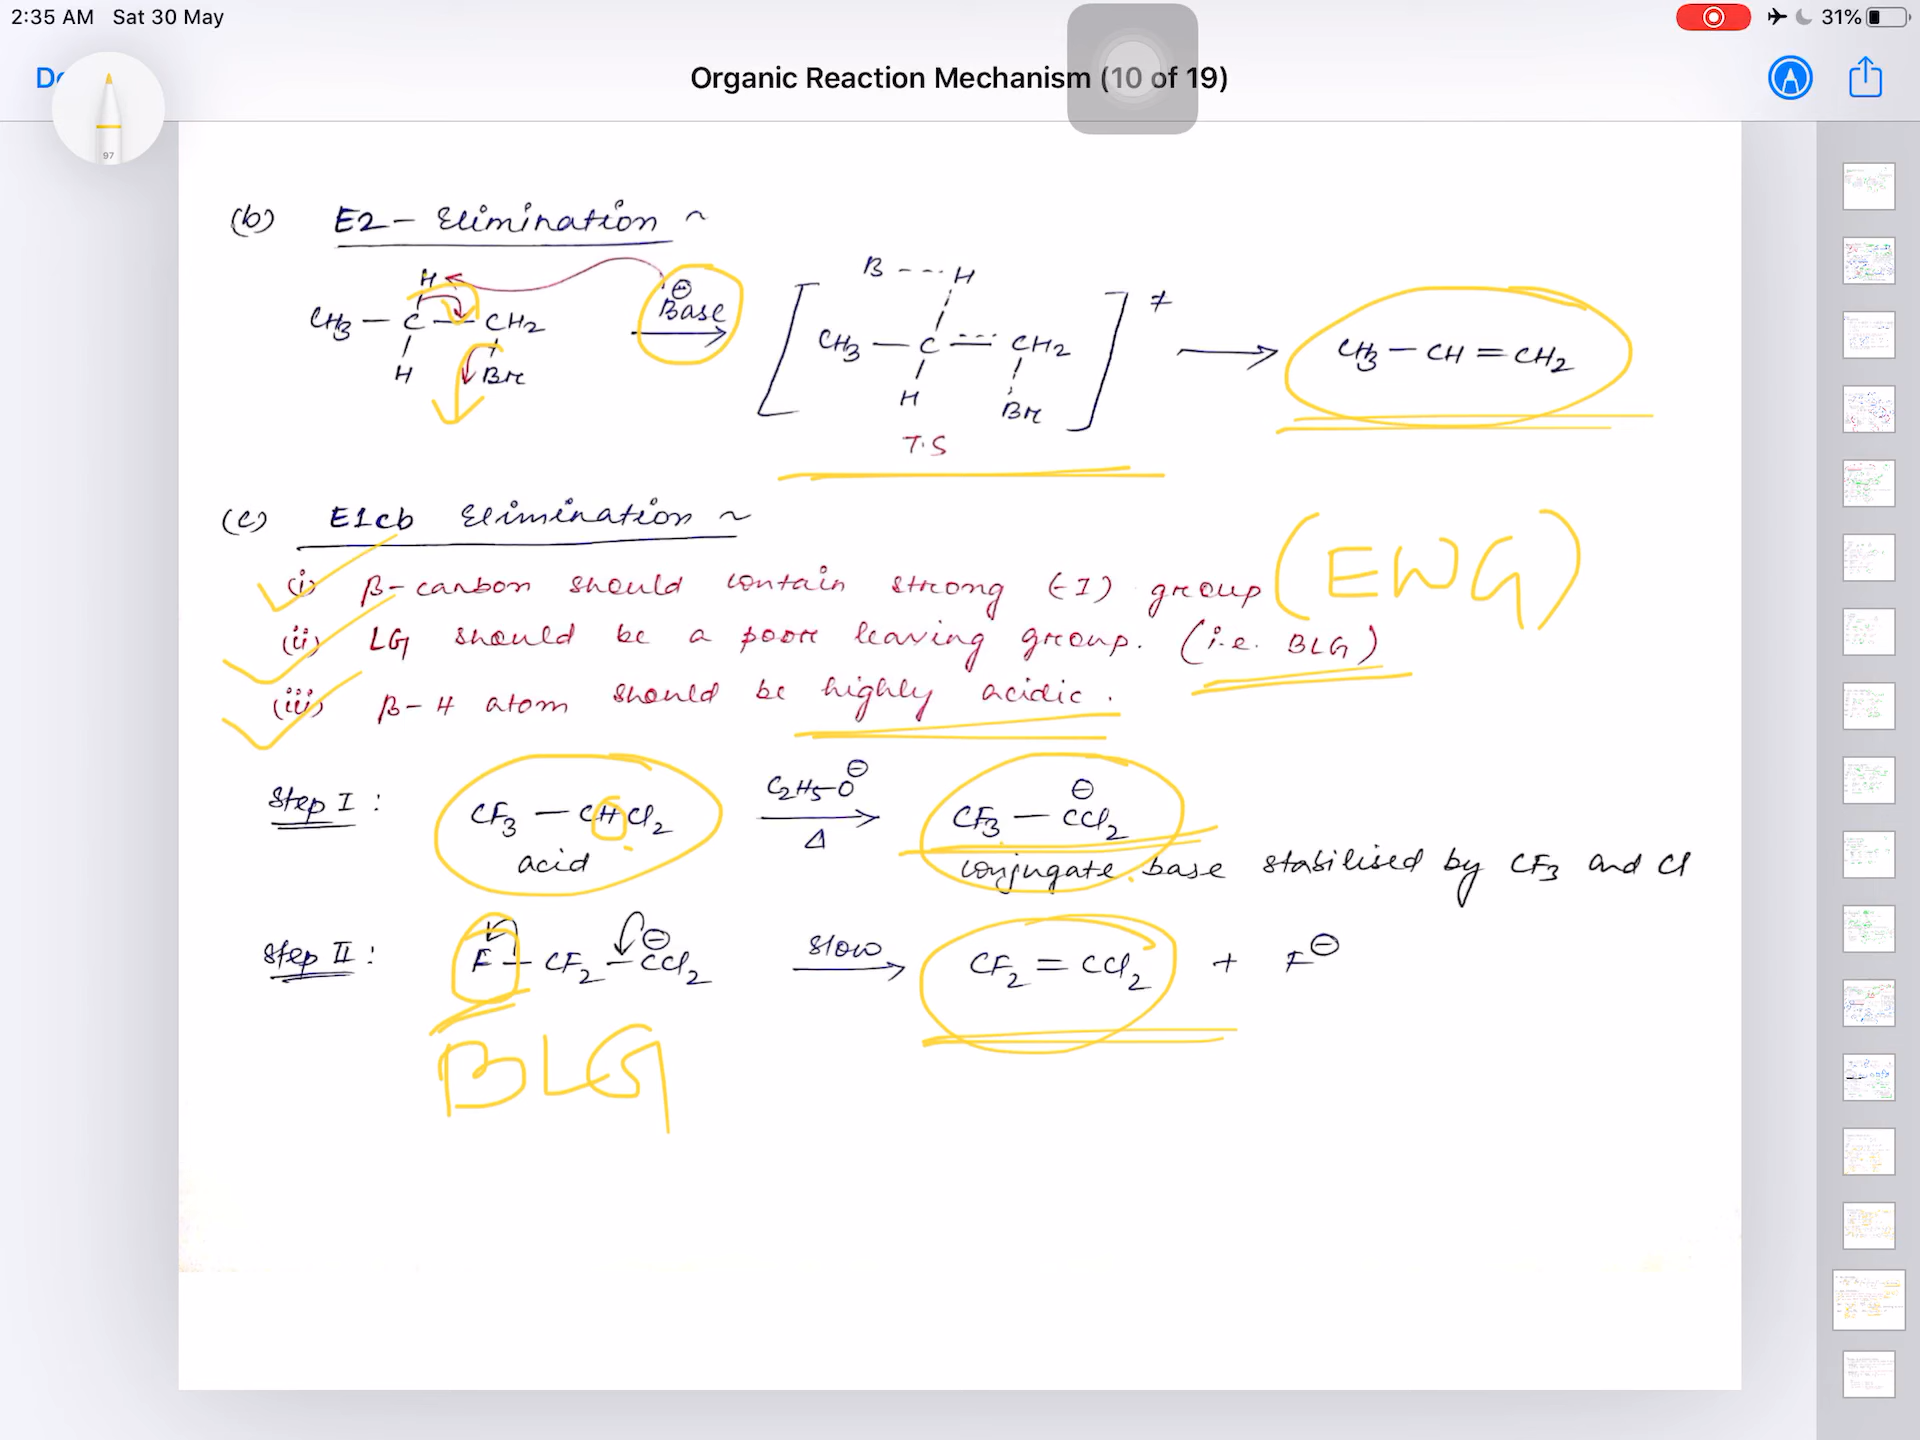 2:35 AM Sat 30 May
31%
Organic Reaction Mechanism (10 of 19)
97
(b) E2 – Elimination ~
H
CH3 – C – CH2
H Br
⊖
Base
B --- H
[ CH3 – C = CH2 ]≠
H Br
T.S
CH3 – CH = CH2
(c) E1cb Elimination ~
(i) β-carbon should contain strong (-I) group (EWG)
(ii) LG should be a poor leaving group. (i.e. BLG)
(iii) β-H atom should be highly acidic.
Step I : CF3 – CHCl2 C2H5-O⊖ CF3 – C⊖Cl2
Δ
acid conjugate base stabilised by CF3 and Cl
Step II : F – CF2 – C⊖Cl2 slow CF2 = CCl2 + F⊖
BLG